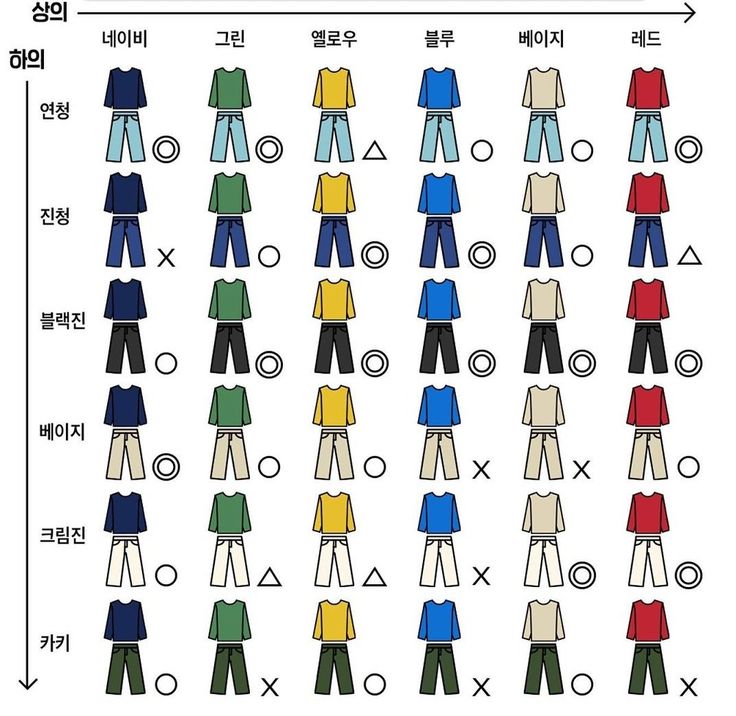 상의
네이비 그린 옐로우 블루 베이지 레드
하의
연청
◎ ◎ △ ○ ○ ◎
진청
X ○ ◎ ◎ ○ △
블랙진
○ ◎ ◎ ◎ ◎ ◎
베이지
◎ ○ ○ X X ○
크림진
○ △ △ X ◎ ◎
카키
○ X ○ X ○ X